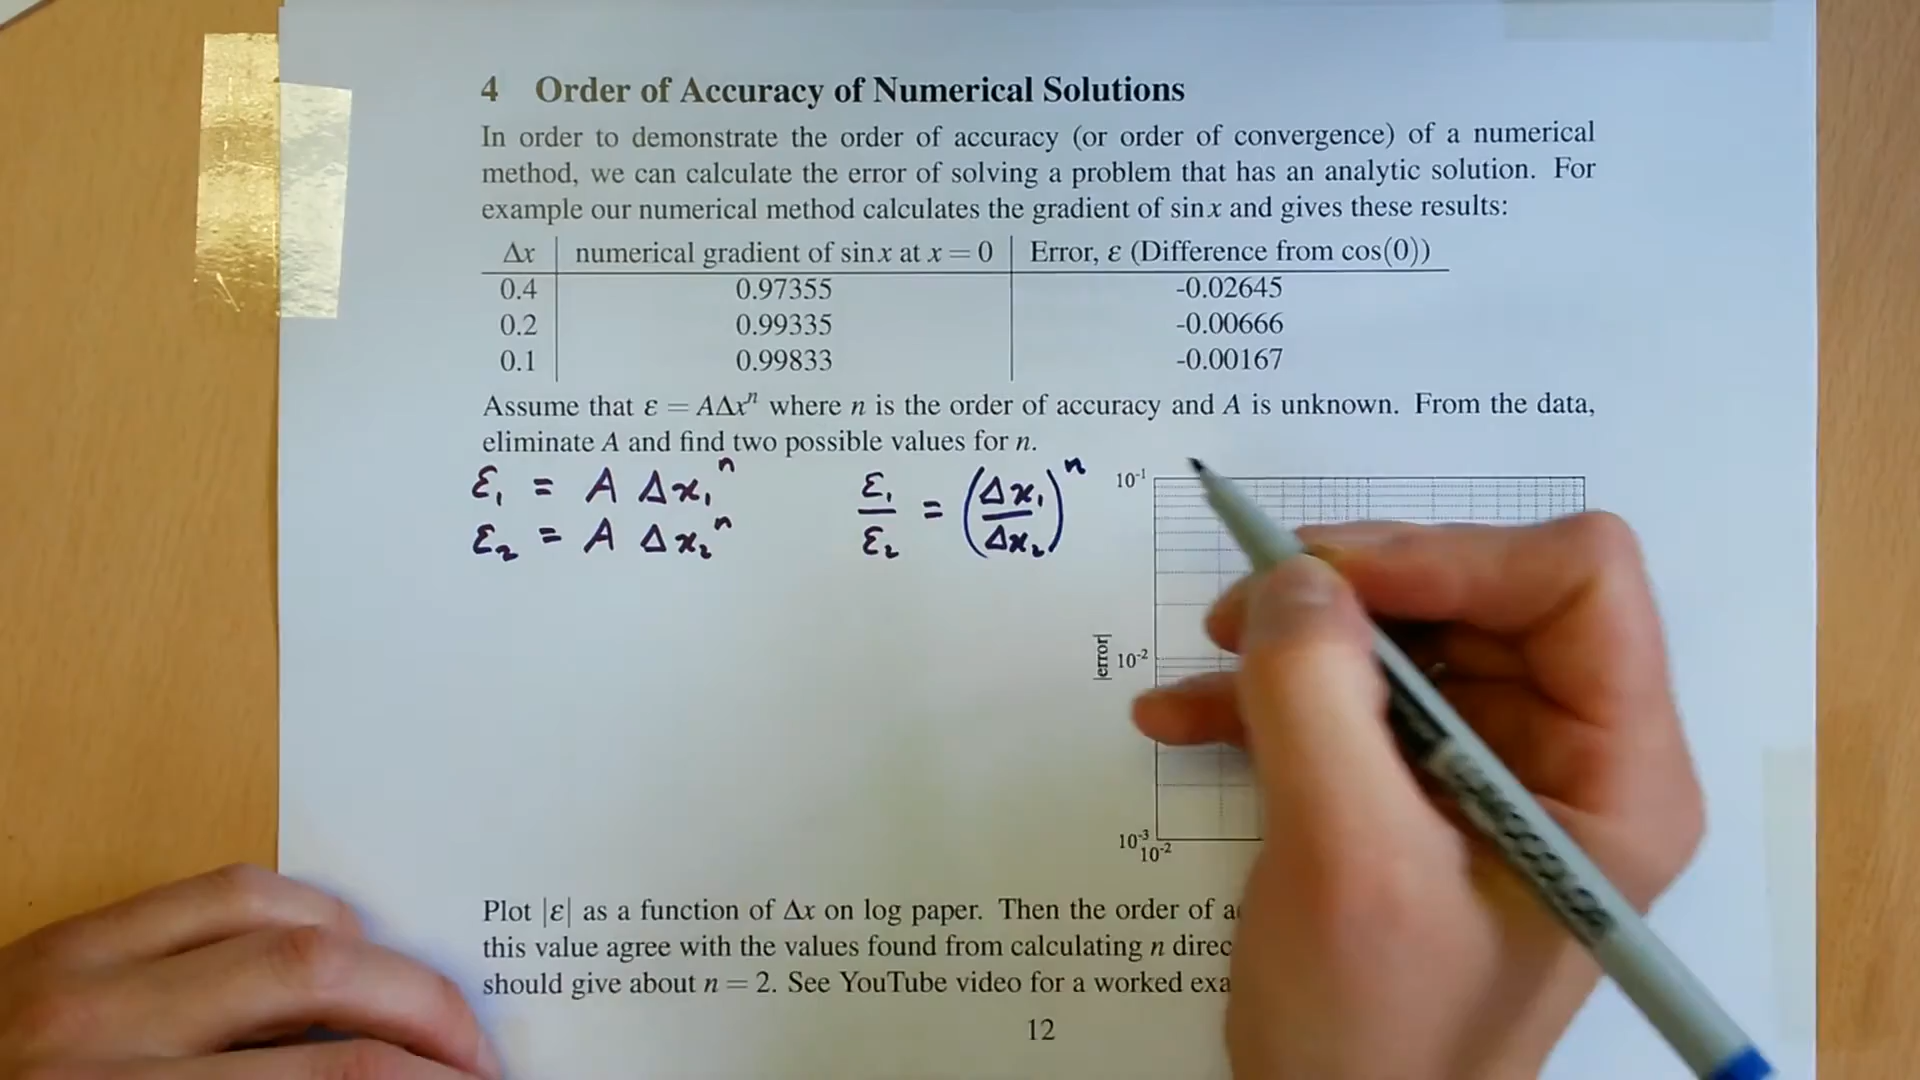 4 Order of Accuracy of Numerical Solutions
In order to demonstrate the order of accuracy (or order of convergence) of a numerical
method, we can calculate the error of solving a problem that has an analytic solution. For
example our numerical method calculates the gradient of sin x and gives these results:
Δx numerical gradient of sin x at x = 0 Error, ε (Difference from cos(0))
0.4 0.97355 -0.02645
0.2 0.99335 -0.00666
0.1 0.99833 -0.00167
Assume that ε = AΔxⁿ where n is the order of accuracy and A is unknown. From the data,
eliminate A and find two possible values for n.
ε₁ = A Δx₁ⁿ
ε₂ = A Δx₂ⁿ
ε₁/ε₂ = (Δx₁/Δx₂)ⁿ
10⁻¹
|error|
10⁻²
10⁻³
10⁻²
Plot |ε| as a function of Δx on log paper. Then the order of
this value agree with the values found from calculating n
should give about n = 2. See YouTube video for a worked
12